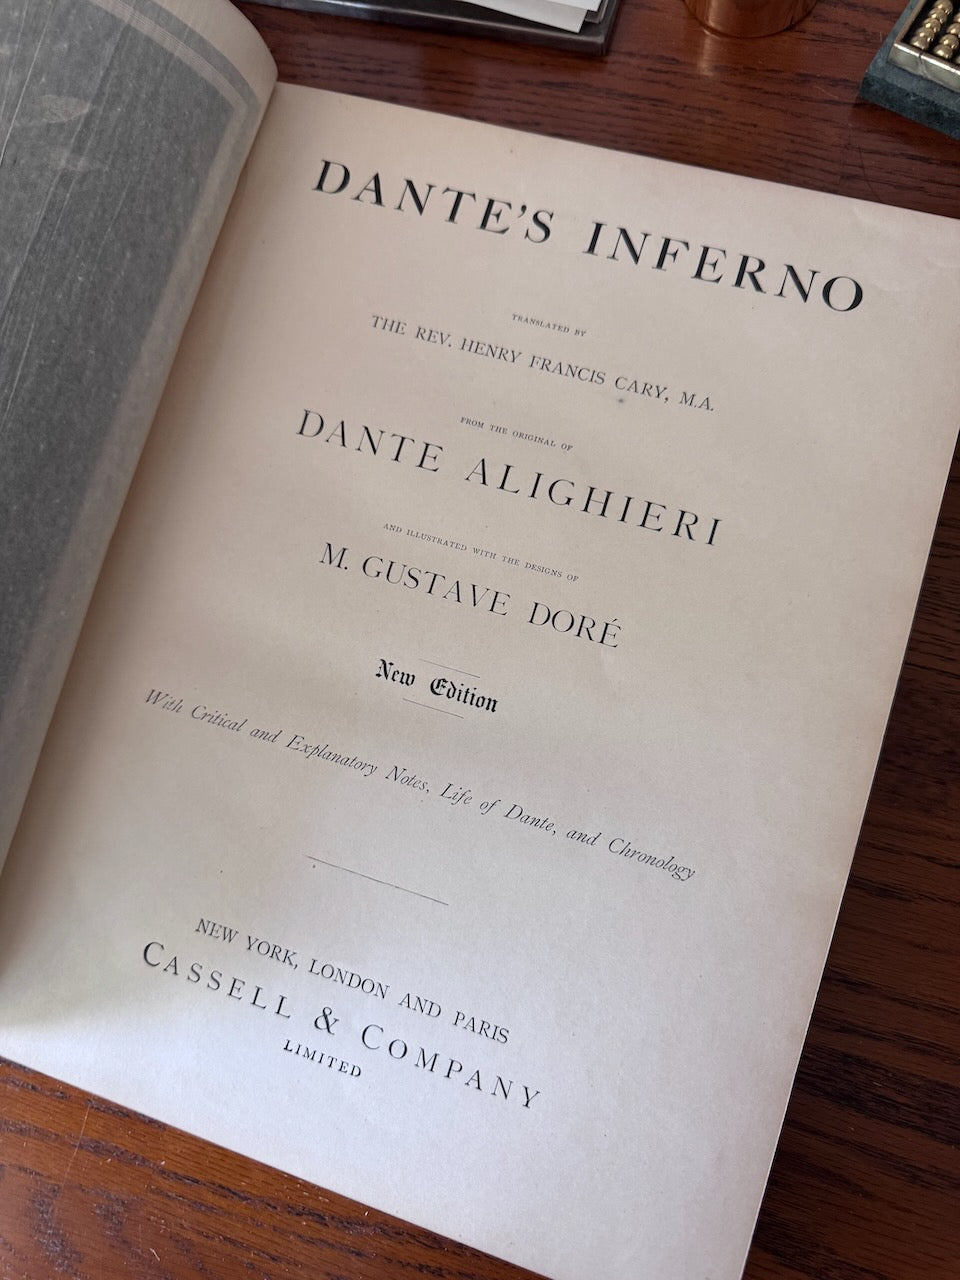 DANTE'S INFERNO
TRANSLATED BY
THE REV. HENRY FRANCIS CARY, M.A.
FROM THE ORIGINAL OF
DANTE ALIGHIERI
AND ILLUSTRATED WITH THE DESIGNS OF
M. GUSTAVE DORÉ
New Edition
With Critical and Explanatory Notes, Life of Dante, and Chronology
NEW YORK, LONDON AND PARIS
CASSELL & COMPANY
LIMITED